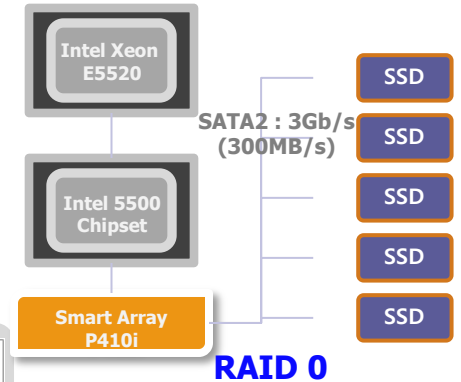 Intel Xeon
E5520
SSD
SATA2 : 3Gb/s
(300MB/s)
SSD
Intel 5500
Chipset
SSD
SSD
Smart Array
P410i
SSD
RAID 0